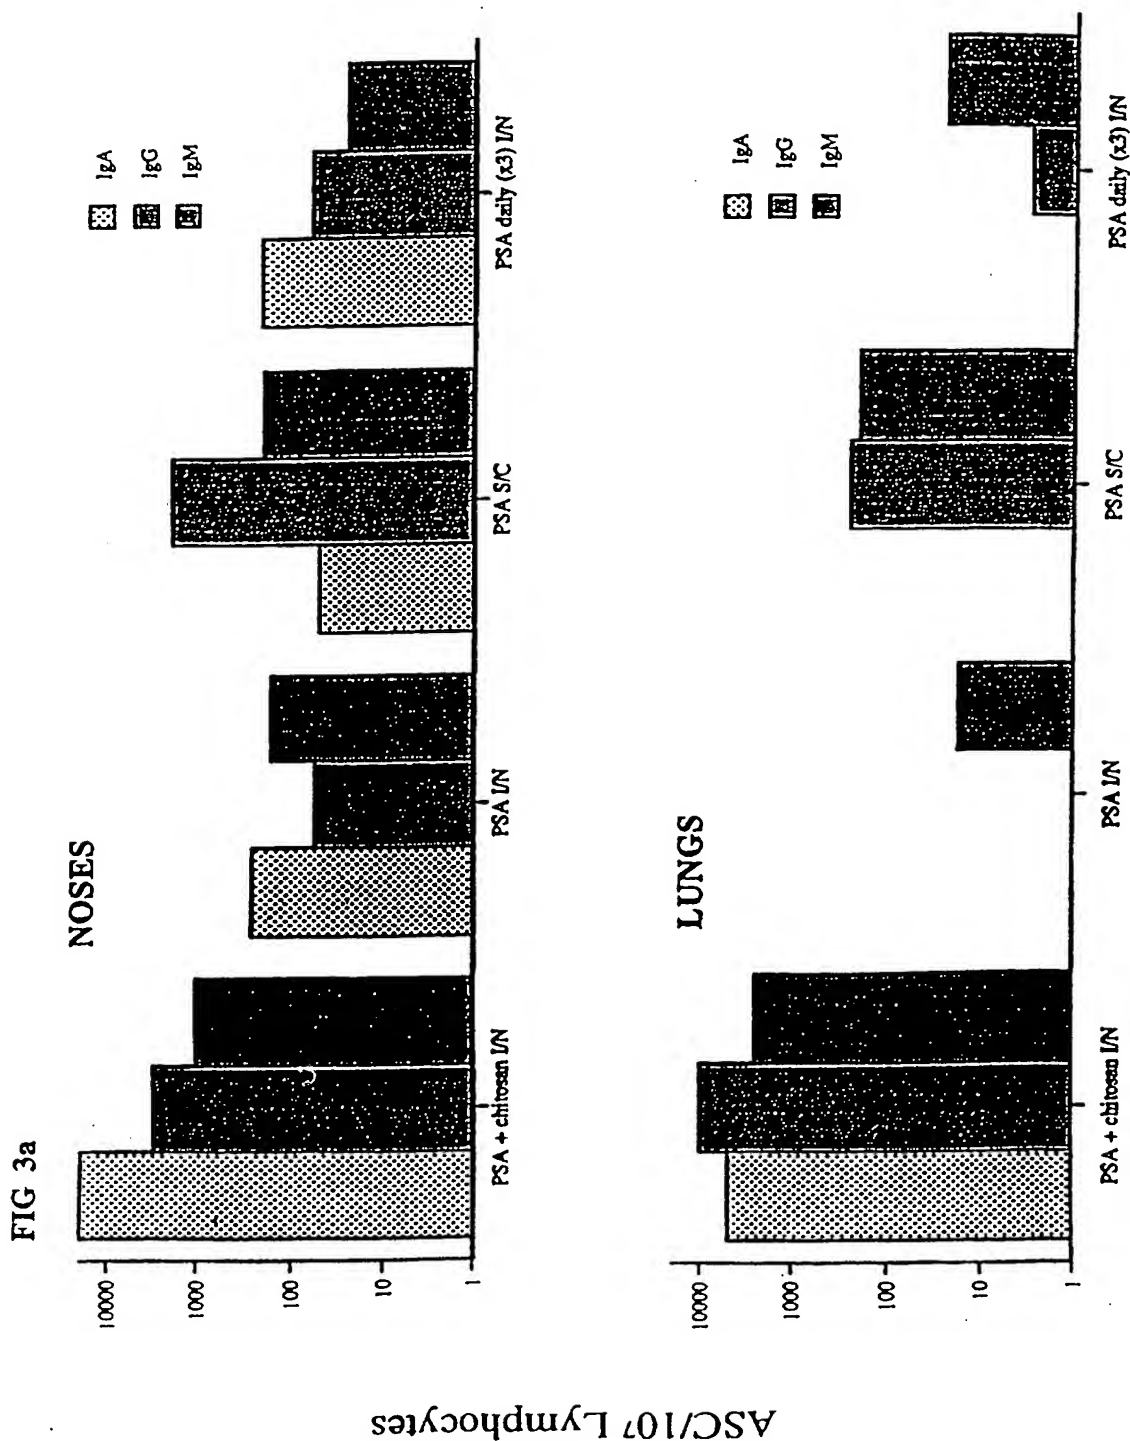 FIG 3a
NOSES
IgA
IgG
IgM
10000
1000
100
10
1
PSA + chitosan I/N
PSA I/N
PSA S/C
PSA daily (x3) I/N
LUNGS
IgA
IgG
IgM
10000
1000
100
10
1
PSA + chitosan I/N
PSA I/N
PSA S/C
PSA daily (x3) I/N
ASC/10⁷ Lymphocytes